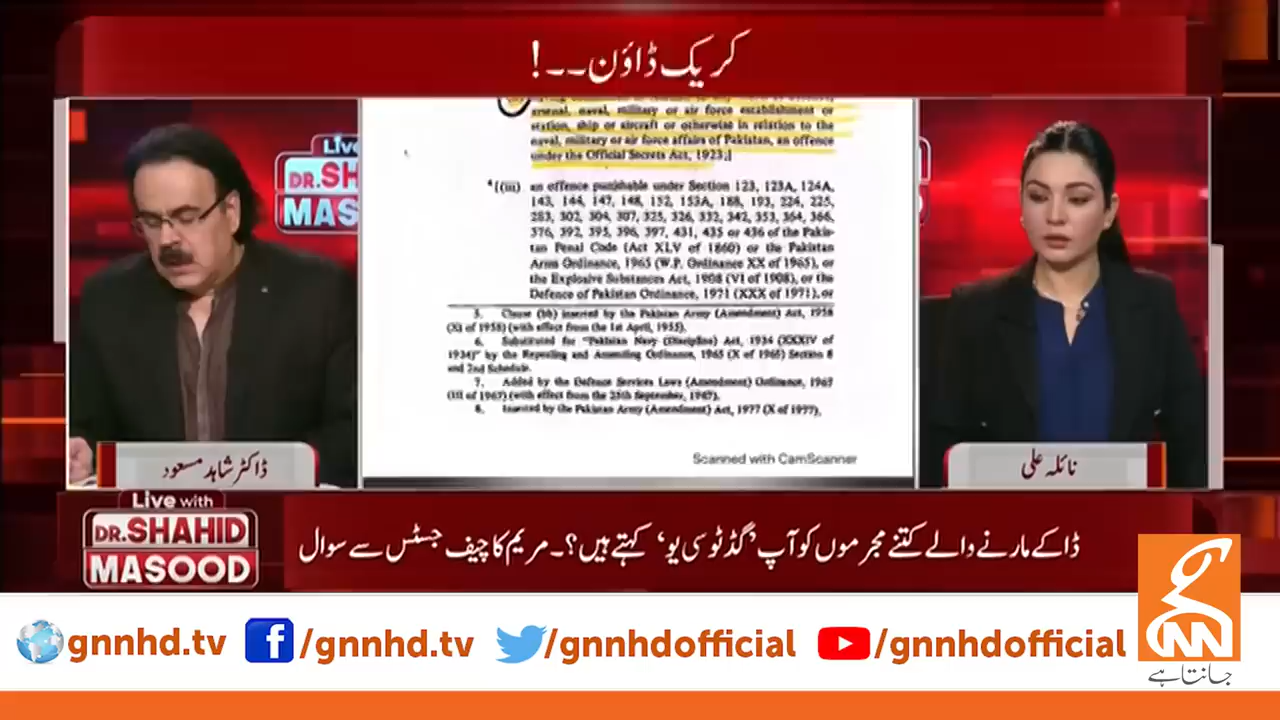 کریک ڈاؤن ۔۔!
Live
DR.SH
MAS
arsenal, naval, military or air force establishment or
station, ship or aircraft or otherwise in relation to the
naval, military or air force affairs of Pakistan, an offence
under the Official Secrets Act, 1923;]
[(iii) an offence punishable under Section 123, 123A, 124A,
143, 144, 147, 148, 152, 153A, 188, 193, 224, 225,
283, 302, 304, 307, 325, 326, 332, 342, 353, 364, 366,
376, 392, 395, 396, 397, 431, 435 or 436 of the Pakis-
tan Penal Code (Act XLV of 1860) or the Pakistan
Arms Ordinance, 1965 (W.P. Ordinance XX of 1965), or
the Explosive Substances Act, 1908 (VI of 1908), or the
Defence of Pakistan Ordinance, 1971 (XXX of 1971), or
5. Clause (bb) inserted by the Pakistan Army (Amendment) Act, 1958
(XI of 1958) (with effect from the 1st April, 1955).
6. Substituted for "Pakistan Navy (Discipline) Act, 1934 (XXXIV of
1934)" by the Repealing and Amending Ordinance, 1965 (X of 1965) Section 8
and 2nd Schedule.
7. Added by the Defence Services Laws (Amendment) Ordinance, 1967
(III of 1967) (with effect from the 25th September, 1967).
8. Inserted by the Pakistan Army (Amendment) Act, 1977 (X of 1977),
Scanned with CamScanner
ڈاکٹر شاہد مسعود
نائلہ علی
Live with
DR.SHAHID
MASOOD
ڈاکے مارنے والے کتنے مجرموں کو آپ ’گڈ ٹو سی یو‘ کہتے ہیں؟۔ مریم کا چیف جسٹس سے سوال
GNN
جانتا ہے
gnnhd.tv
/gnnhd.tv
/gnnhdofficial
/gnnhdofficial